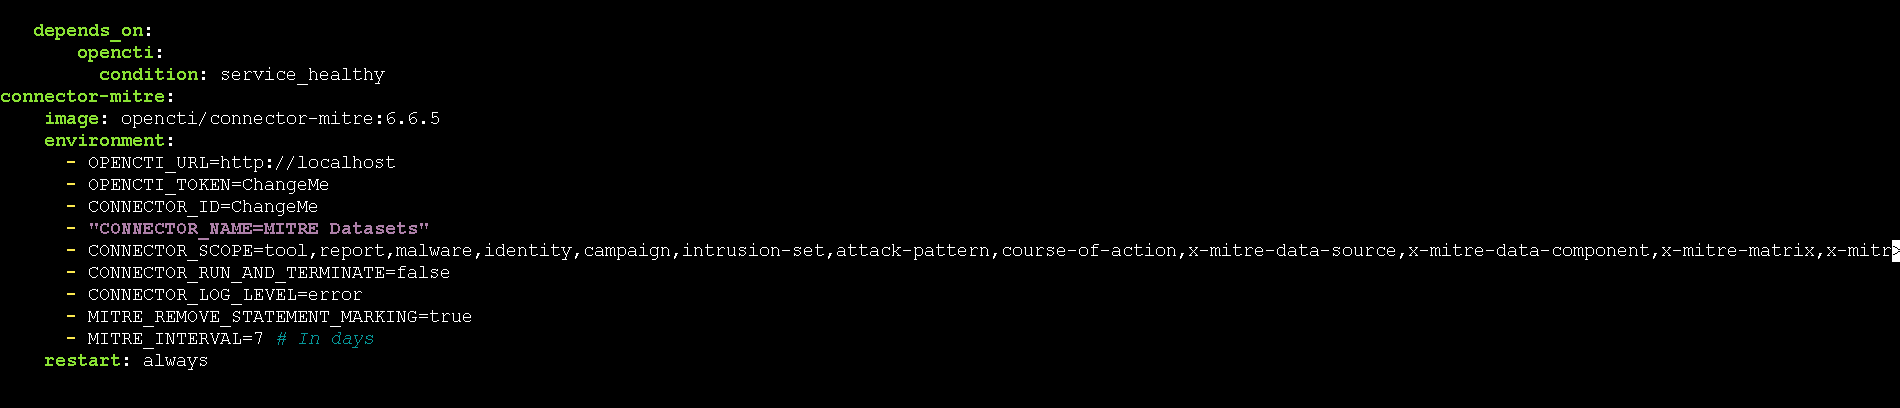 depends_on:
opencti:
condition: service_healthy
connector-mitre:
image: opencti/connector-mitre:6.6.5
environment:
- OPENCTI_URL=http://localhost
- OPENCTI_TOKEN=ChangeMe
- CONNECTOR_ID=ChangeMe
- "CONNECTOR_NAME=MITRE Datasets"
- CONNECTOR_SCOPE=tool,report,malware,identity,campaign,intrusion-set,attack-pattern,course-of-action,x-mitre-data-source,x-mitre-data-component,x-mitre-matrix,x-mitr>
- CONNECTOR_RUN_AND_TERMINATE=false
- CONNECTOR_LOG_LEVEL=error
- MITRE_REMOVE_STATEMENT_MARKING=true
- MITRE_INTERVAL=7 # In days
restart: always